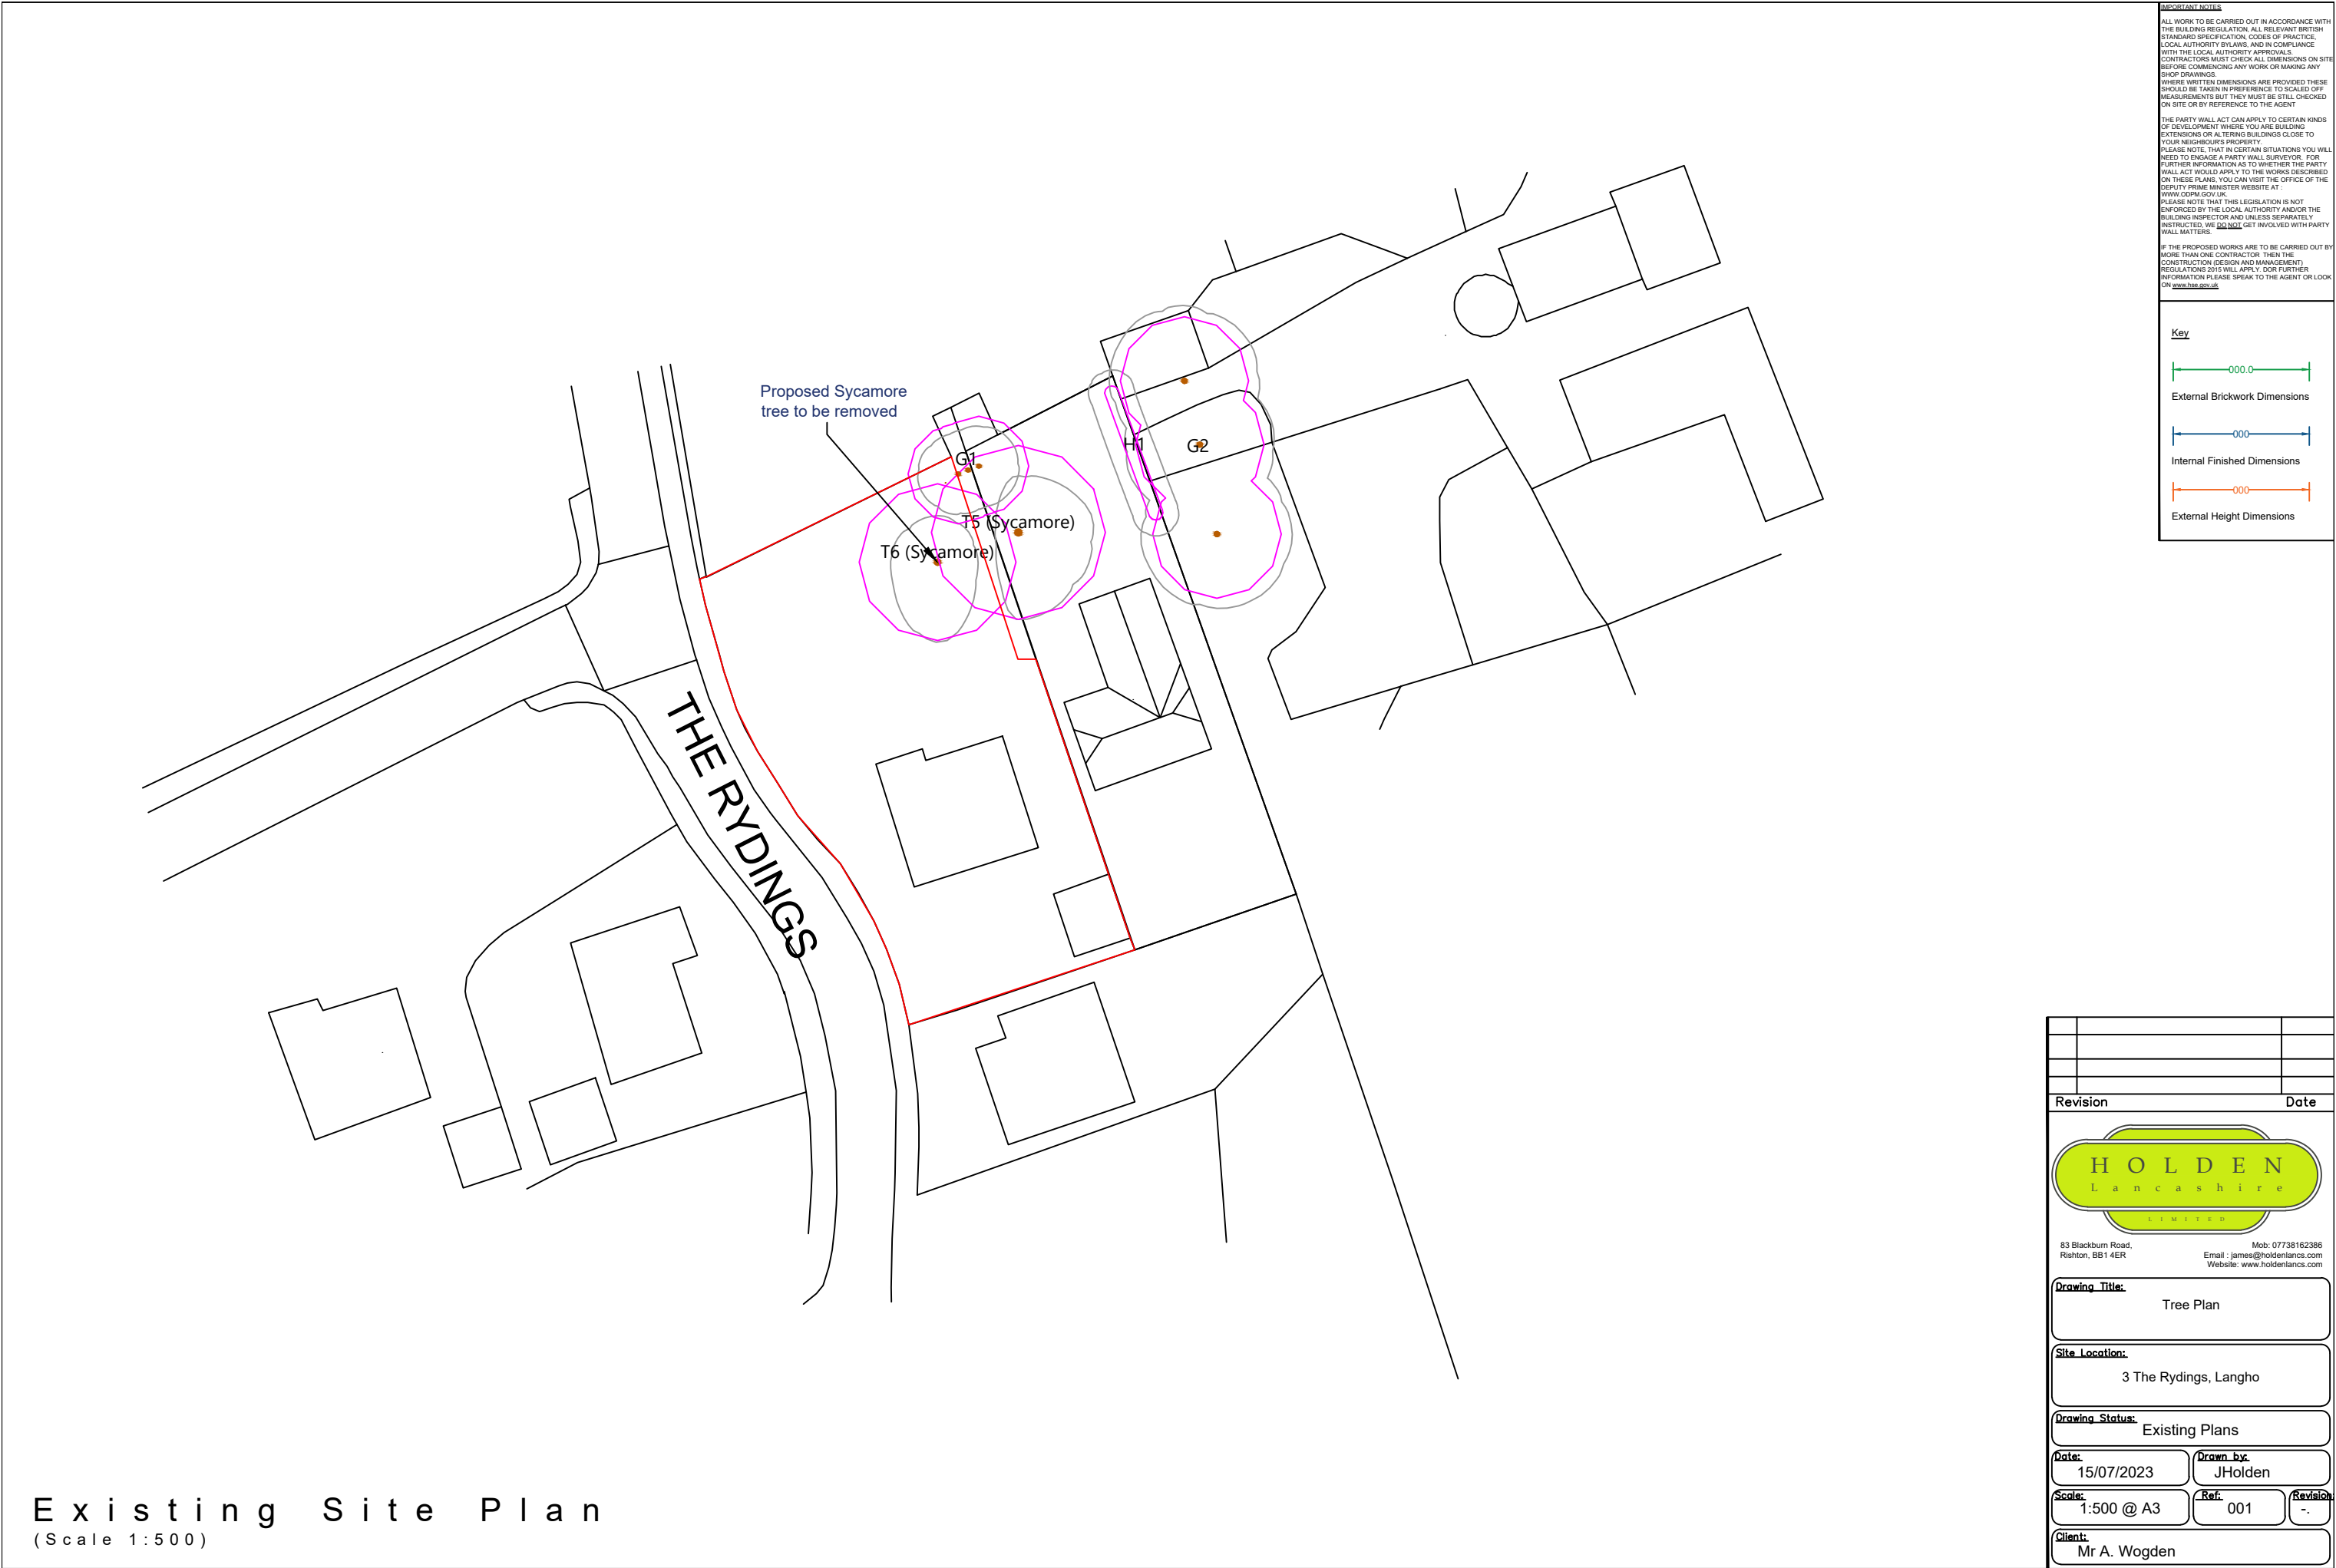 IMPORTANT NOTES
ALL WORK TO BE CARRIED OUT IN ACCORDANCE WITH
THE BUILDING REGULATION, ALL RELEVANT BRITISH
STANDARD SPECIFICATION, CODES OF PRACTICE,
LOCAL AUTHORITY BYLAWS, AND IN COMPLIANCE
WITH THE LOCAL AUTHORITY APPROVALS.
CONTRACTORS MUST CHECK ALL DIMENSIONS ON SITE
BEFORE COMMENCING ANY WORK OR MAKING ANY
SHOP DRAWINGS.
WHERE WRITTEN DIMENSIONS ARE PROVIDED THESE
SHOULD BE TAKEN IN PREFERENCE TO SCALED OFF
MEASUREMENTS BUT THEY MUST BE STILL CHECKED
ON SITE OR BY REFERENCE TO THE AGENT
THE PARTY WALL ACT CAN APPLY TO CERTAIN KINDS
OF DEVELOPMENT WHERE YOU ARE BUILDING
EXTENSIONS OR ALTERING BUILDINGS CLOSE TO
YOUR NEIGHBOUR'S PROPERTY.
PLEASE NOTE, THAT IN CERTAIN SITUATIONS YOU WILL
NEED TO ENGAGE A PARTY WALL SURVEYOR. FOR
FURTHER INFORMATION AS TO WHETHER THE PARTY
WALL ACT WOULD APPLY TO THE WORKS DESCRIBED
ON THESE PLANS, YOU CAN VISIT THE OFFICE OF THE
DEPUTY PRIME MINISTER WEBSITE AT :
WWW.ODPM.GOV.UK.
PLEASE NOTE THAT THIS LEGISLATION IS NOT
ENFORCED BY THE LOCAL AUTHORITY AND/OR THE
BUILDING INSPECTOR AND UNLESS SEPARATELY
INSTRUCTED, WE DO NOT GET INVOLVED WITH PARTY
WALL MATTERS.
IF THE PROPOSED WORKS ARE TO BE CARRIED OUT BY
MORE THAN ONE CONTRACTOR THEN THE
CONSTRUCTION (DESIGN AND MANAGEMENT)
REGULATIONS 2015 WILL APPLY. DOR FURTHER
INFORMATION PLEASE SPEAK TO THE AGENT OR LOOK
ON www.hse.gov.uk
Key
000.0
External Brickwork Dimensions
000
Internal Finished Dimensions
000
External Height Dimensions
Proposed Sycamore
tree to be removed
G1
H1
G2
T5 (Sycamore)
T6 (Sycamore)
THE RYDINGS
Revision Date
HOLDEN
Lancashire
LIMITED
83 Blackburn Road, Mob: 07738162386
Rishton, BB1 4ER Email : james@holdenlancs.com
Website: www.holdenlancs.com
Drawing Title:
Tree Plan
Site Location:
3 The Rydings, Langho
Drawing Status:
Existing Plans
Date: Drawn by:
15/07/2023 JHolden
Scale: Ref: Revision:
1:500 @ A3 001 -.
Client:
Mr A. Wogden
Existing Site Plan
(Scale 1:500)